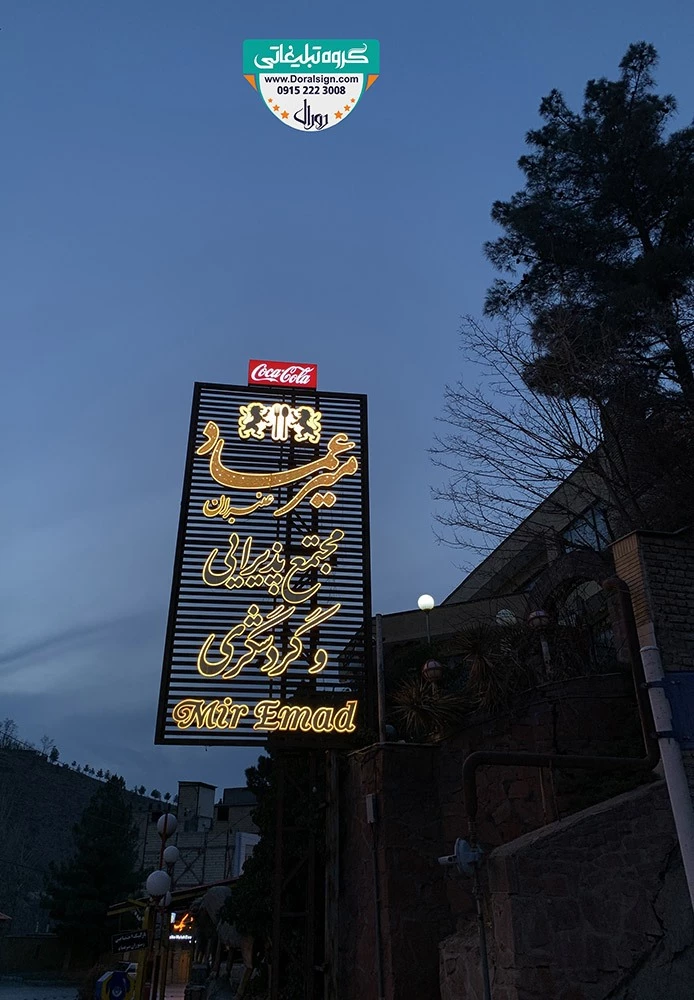 گروه تبلیغاتی
www.Doralsign.com
0915 222 3008
دورال
Coca-Cola
میرعماد
عنبران
مجتمع پذیرایی
و گردشگری
Mir Emad